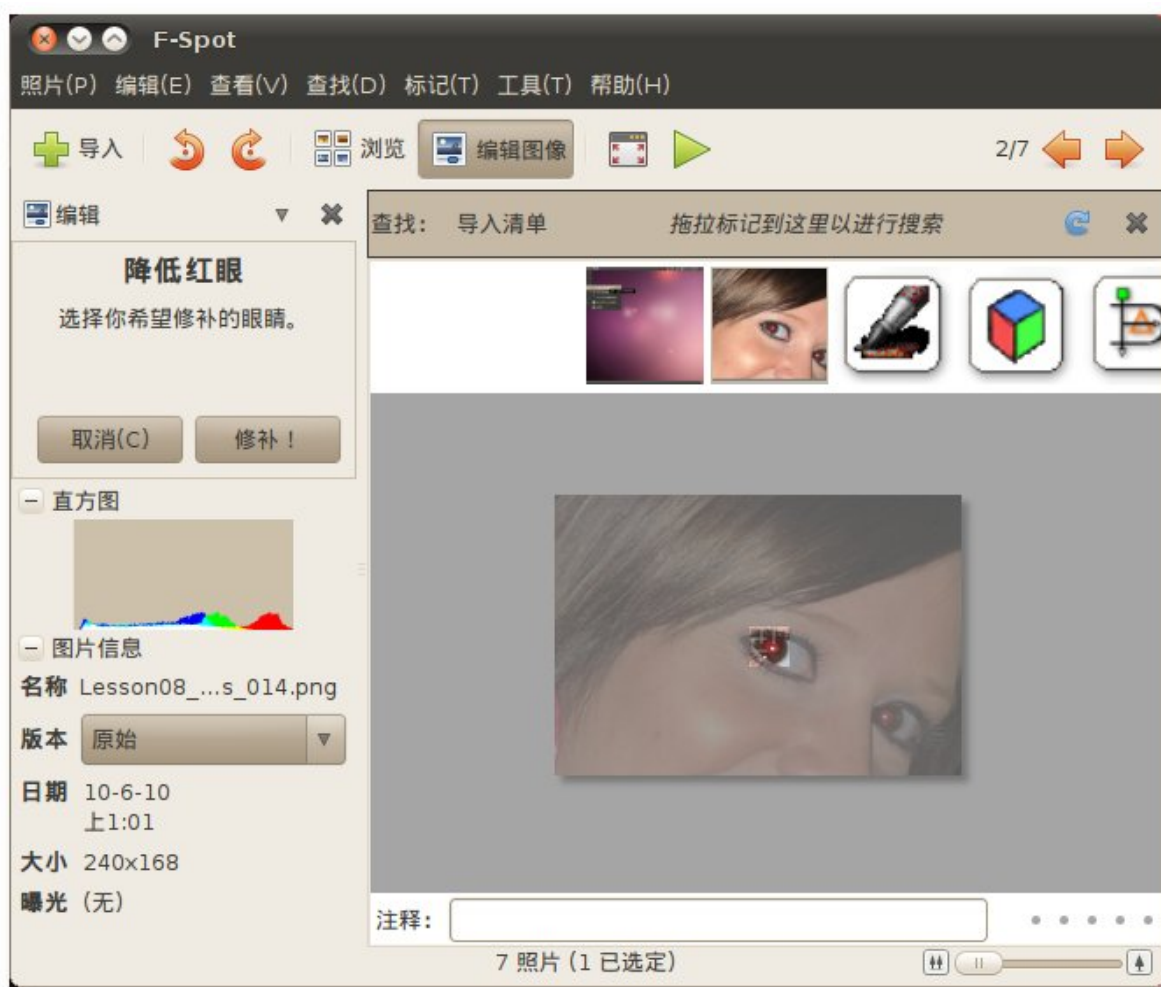 F-Spot
照片(P) 编辑(E) 查看(V) 查找(D) 标记(T) 工具(T) 帮助(H)
导入 浏览 编辑图像 2/7
编辑
查找： 导入清单 拖拉标记到这里以进行搜索
降低红眼
选择你希望修补的眼睛。
取消(C) 修补！
直方图
图片信息
名称 Lesson08_...s_014.png
版本 原始
日期 10-6-10
上1:01
大小 240x168
曝光 (无)
注释:
7 照片 (1 已选定)